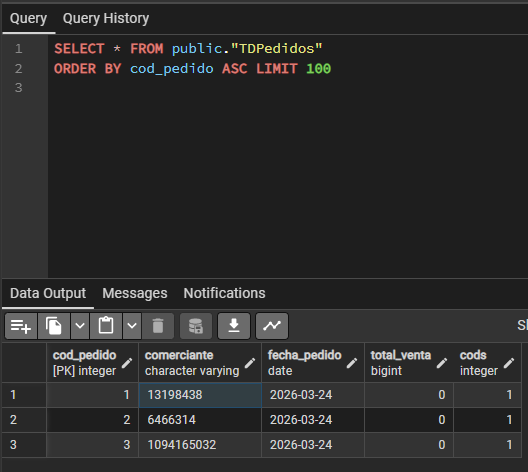 Query Query History
1 SELECT * FROM public."TDPedidos"
2 ORDER BY cod_pedido ASC LIMIT 100
3
Data Output Messages Notifications
Sh
cod_pedido comerciante fecha_pedido total_venta cods
[PK] integer character varying date bigint integer
1 1 13198438 2026-03-24 0 1
2 2 6466314 2026-03-24 0 1
3 3 1094165032 2026-03-24 0 1